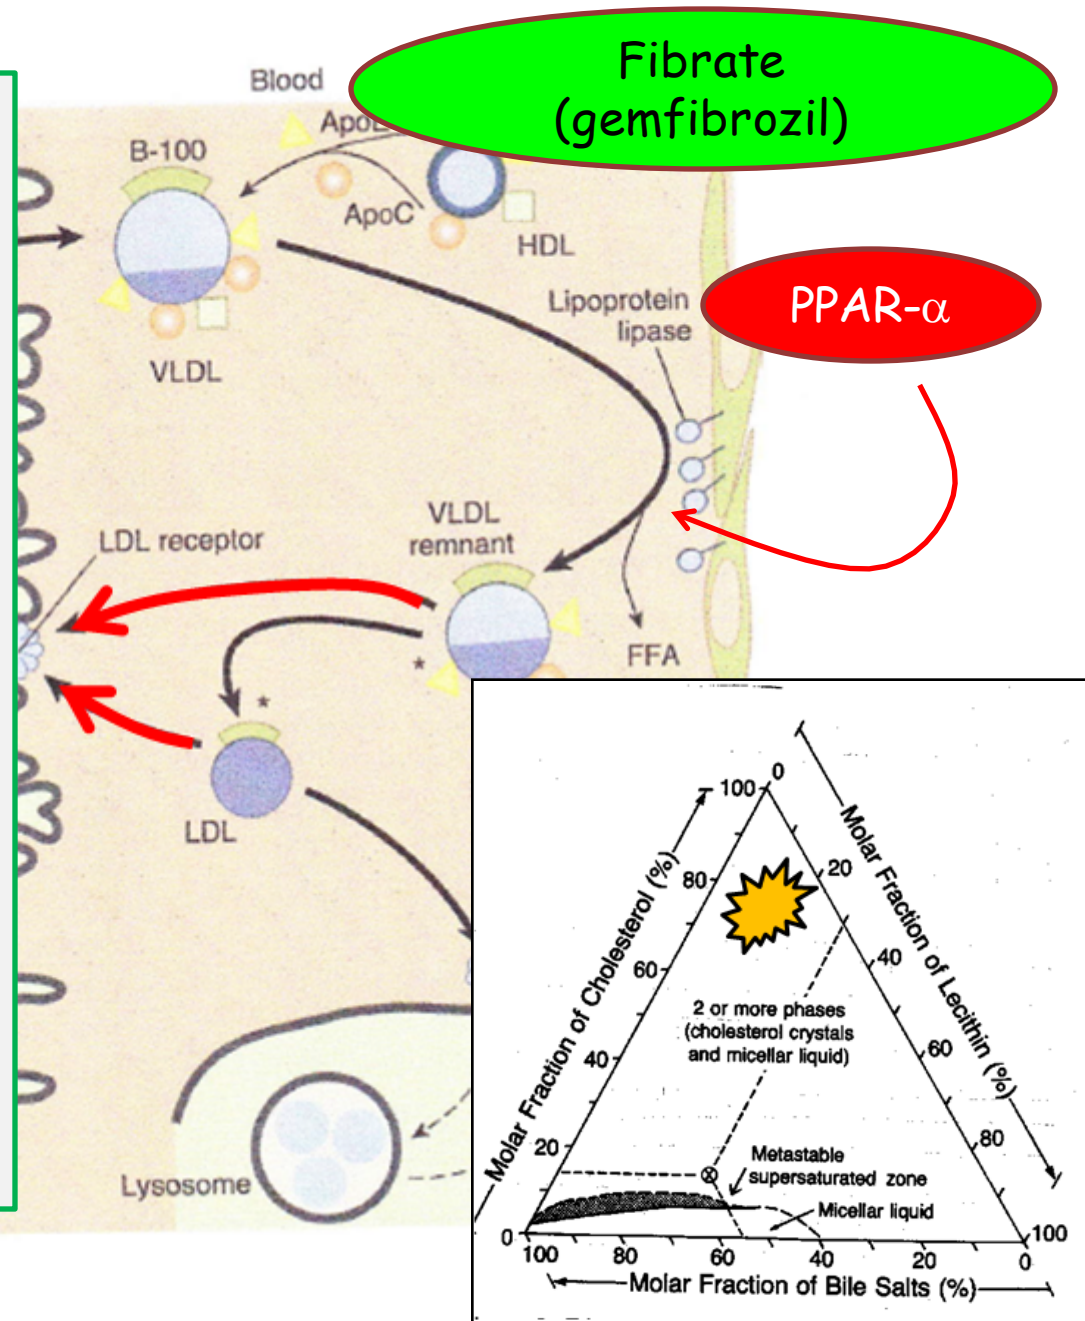 Fibrate
(gemfibrozil)
Blood
B-100
ApoC
HDL
VLDL
Lipoprotein
lipase
PPAR-α
VLDL
remnant
LDL receptor
FFA
*
*
LDL
Lysosome
Molar Fraction of Cholesterol (%)
100
80
60
40
20
0
Molar Fraction of Lecithin (%)
0
20
40
60
80
100
2 or more phases
(cholesterol crystals
and micellar liquid)
Metastable
supersaturated zone
Micellar liquid
100
80
60
40
20
0
Molar Fraction of Bile Salts (%)